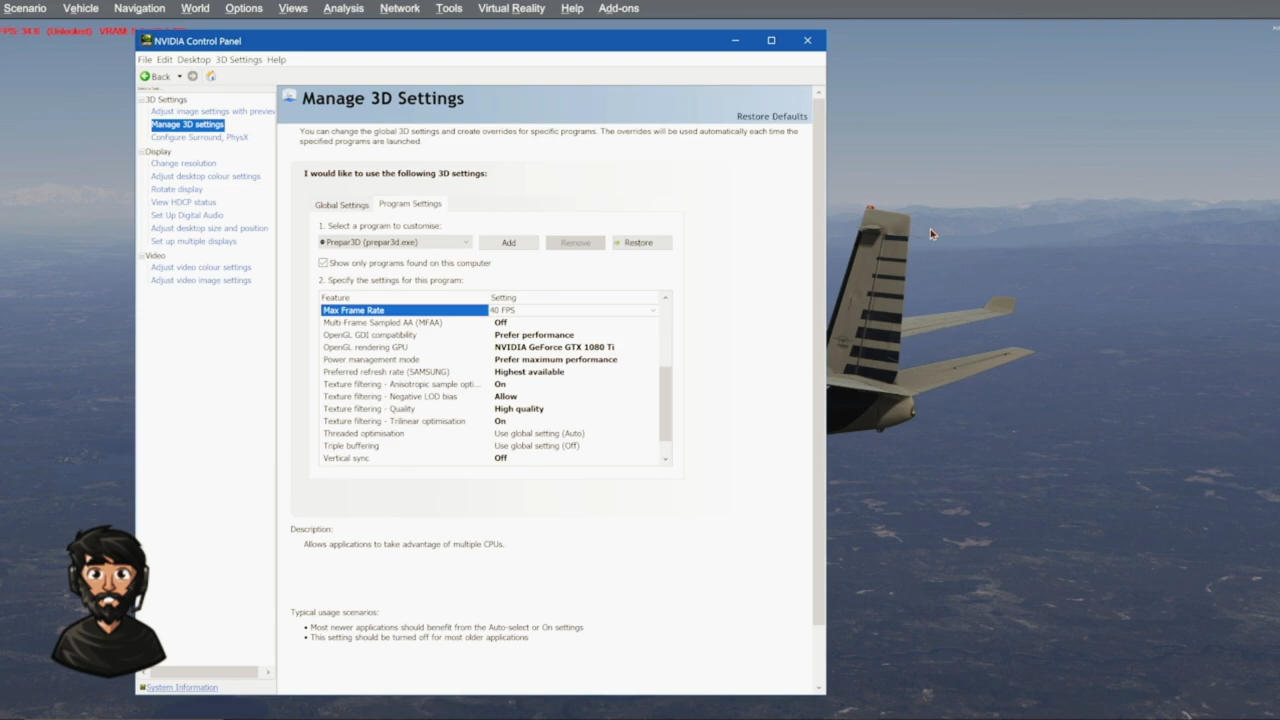 Scenario Vehicle Navigation World Options Views Analysis Network Tools Virtual Reality Help Add-ons
FPS: 34.6 (Unlocked) VRAM:
NVIDIA Control Panel
File Edit Desktop 3D Settings Help
Back
3D Settings
Adjust image settings with preview
Manage 3D settings
Configure Surround, PhysX
Display
Change resolution
Adjust desktop colour settings
Rotate display
View HDCP status
Set Up Digital Audio
Adjust desktop size and position
Set up multiple displays
Video
Adjust video colour settings
Adjust video image settings
System Information
Manage 3D Settings
Restore Defaults
You can change the global 3D settings and create overrides for specific programs. The overrides will be used automatically each time the
specified programs are launched.
I would like to use the following 3D settings:
Global Settings Program Settings
1. Select a program to customise:
Prepar3D (prepar3d.exe) Add Remove Restore
Show only programs found on this computer
2. Specify the settings for this program:
Feature Setting
Max Frame Rate 40 FPS
Multi-Frame Sampled AA (MFAA) Off
OpenGL GDI compatibility Prefer performance
OpenGL rendering GPU NVIDIA GeForce GTX 1080 Ti
Power management mode Prefer maximum performance
Preferred refresh rate (SAMSUNG) Highest available
Texture filtering - Anisotropic sample opti... On
Texture filtering - Negative LOD bias Allow
Texture filtering - Quality High quality
Texture filtering - Trilinear optimisation On
Threaded optimisation Use global setting (Auto)
Triple buffering Use global setting (Off)
Vertical sync Off
Description:
Allows applications to take advantage of multiple CPUs.
Typical usage scenarios:
• Most newer applications should benefit from the Auto-select or On settings
• This setting should be turned off for most older applications